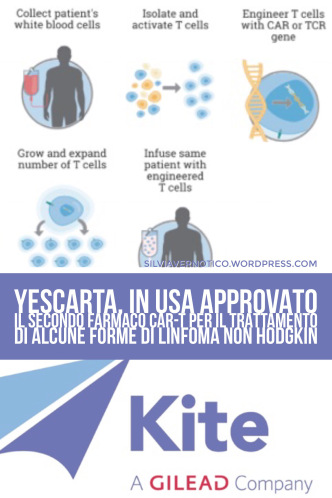 Collect patient's
white blood cells
Isolate and
activate T cells
Engineer T cells
with CAR or TCR
gene
Grow and expand
number of T cells
Infuse same
patient with
engineered
T cells
SILVIAVERNOTICO.WORDPRESS.COM
YESCARTA, IN USA APPROVATO
IL SECONDO FARMACO CAR-T PER IL TRATTAMENTO
DI ALCUNE FORME DI LINFOMA NON HODGKIN
Kite
A GILEAD Company